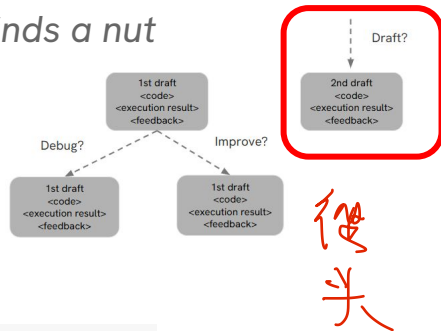 nds a nut
Draft?
1st draft
<code>
<execution result>
<feedback>
2nd draft
<code>
<execution result>
<feedback>
Debug?
Improve?
1st draft
<code>
<execution result>
<feedback>
1st draft
<code>
<execution result>
<feedback>
头